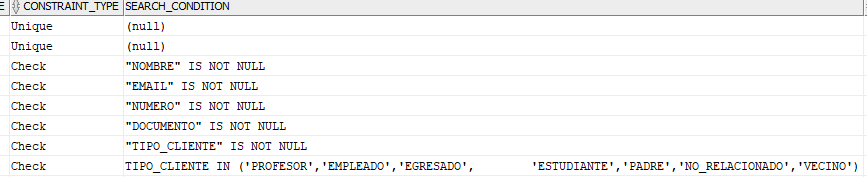 E CONSTRAINT_TYPE SEARCH_CONDITION
Unique (null)
Unique (null)
Check "NOMBRE" IS NOT NULL
Check "EMAIL" IS NOT NULL
Check "NUMERO" IS NOT NULL
Check "DOCUMENTO" IS NOT NULL
Check "TIPO_CLIENTE" IS NOT NULL
Check TIPO_CLIENTE IN ('PROFESOR','EMPLEADO','EGRESADO',        'ESTUDIANTE','PADRE','NO_RELACIONADO','VECINO')